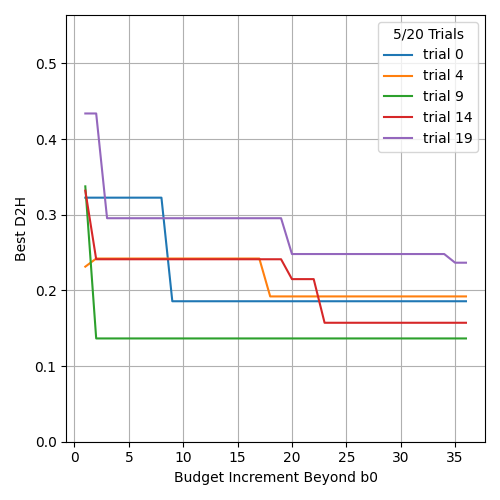 5/20 Trials
trial 0
trial 4
trial 9
trial 14
trial 19
Best D2H
0.5
0.4
0.3
0.2
0.1
0.0
0 5 10 15 20 25 30 35
Budget Increment Beyond b0